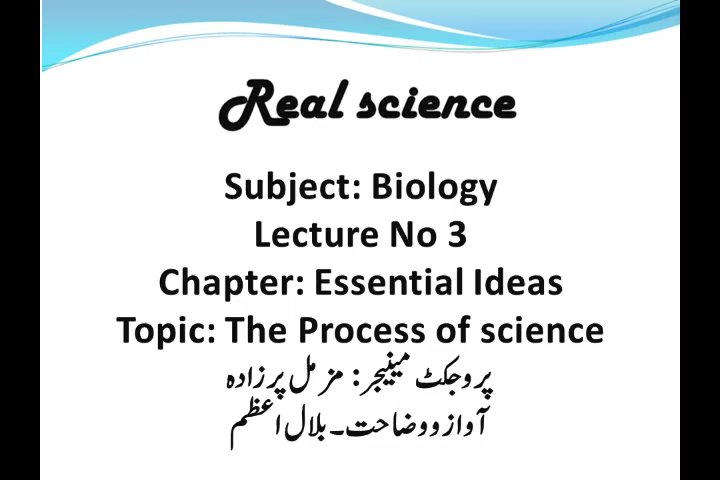 Real science
Subject: Biology
Lecture No 3
Chapter: Essential Ideas
Topic: The Process of science
پروجکٹ مینیجر: مزمل پرزادہ
آواز ووضاحت۔ بلال اعظم